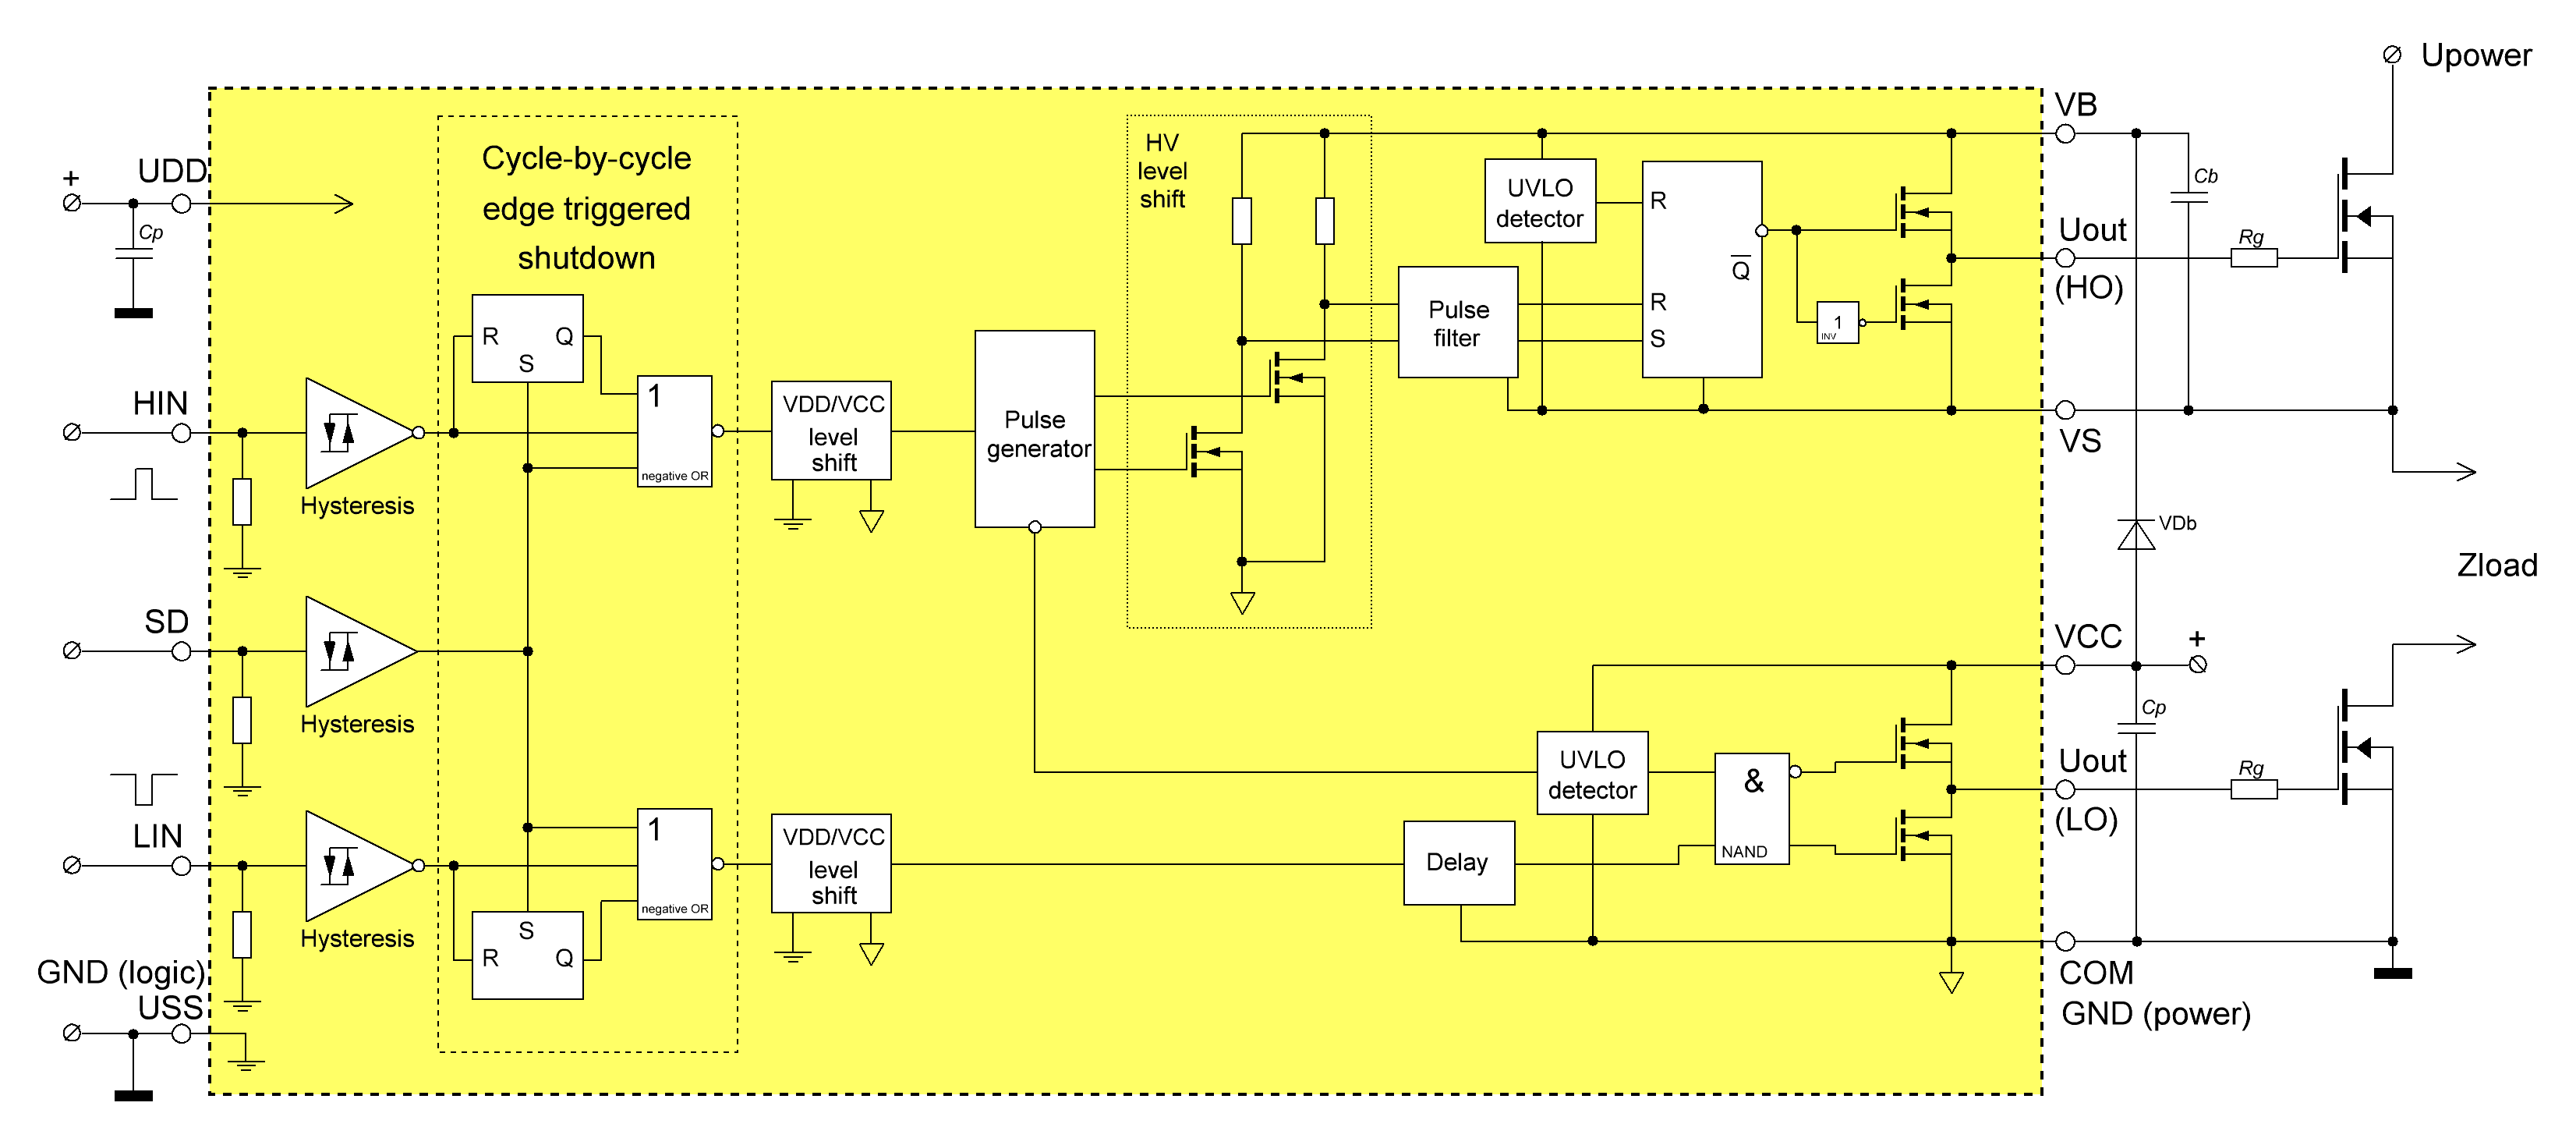 Upower
VB
UDD
+
Cp
Cycle-by-cycle
edge triggered
shutdown
HV
level
shift
UVLO
detector
R
Cb
Uout
(HO)
Rg
Q
R
S
Pulse
filter
1
INV
R
Q
S
HIN
1
negative OR
VDD/VCC
level
shift
Pulse
generator
VS
Hysteresis
VDb
Zload
SD
VCC
+
Hysteresis
Cp
UVLO
detector
&
NAND
Uout
(LO)
Rg
LIN
1
negative OR
VDD/VCC
level
shift
Delay
Hysteresis
S
R
Q
GND (logic)
USS
COM
GND (power)